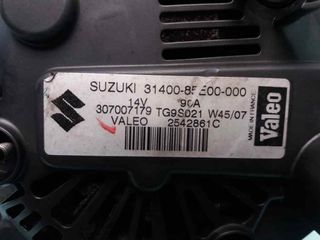 SUZUKI 31400-85E00-000
14V 90A
307007179 TG9S021 W45/07
VALEO 2542861C
MADE IN FRANCE
Valeo